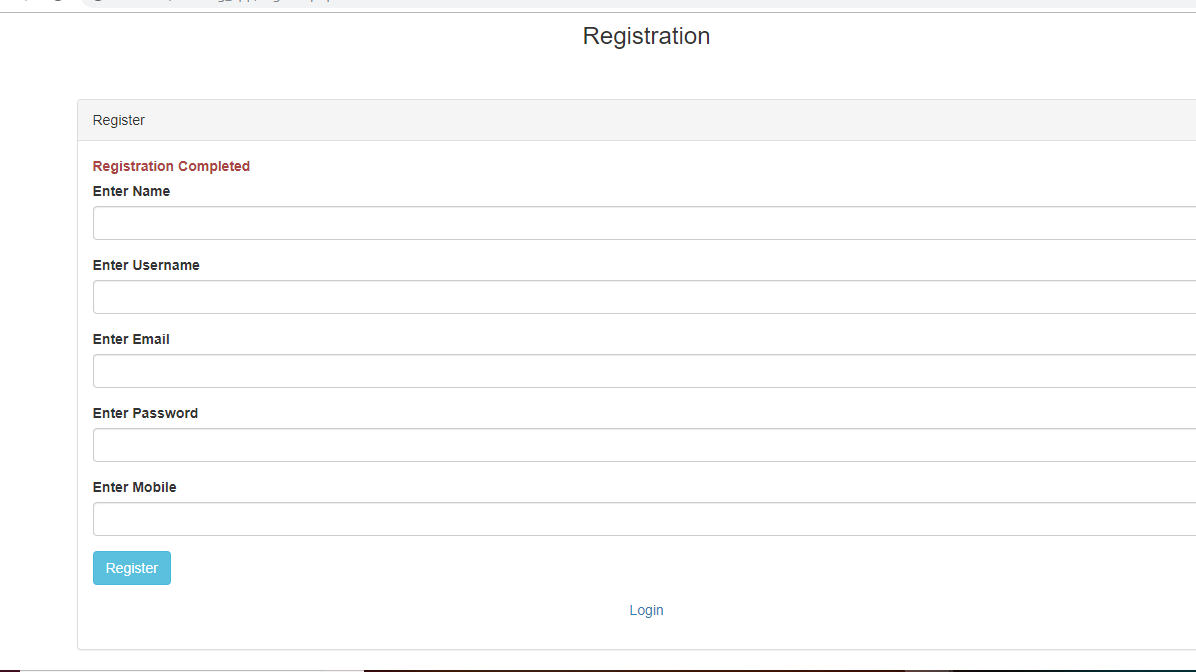 Registration
Register
Registration Completed
Enter Name
Enter Username
Enter Email
Enter Password
Enter Mobile
Register
Login